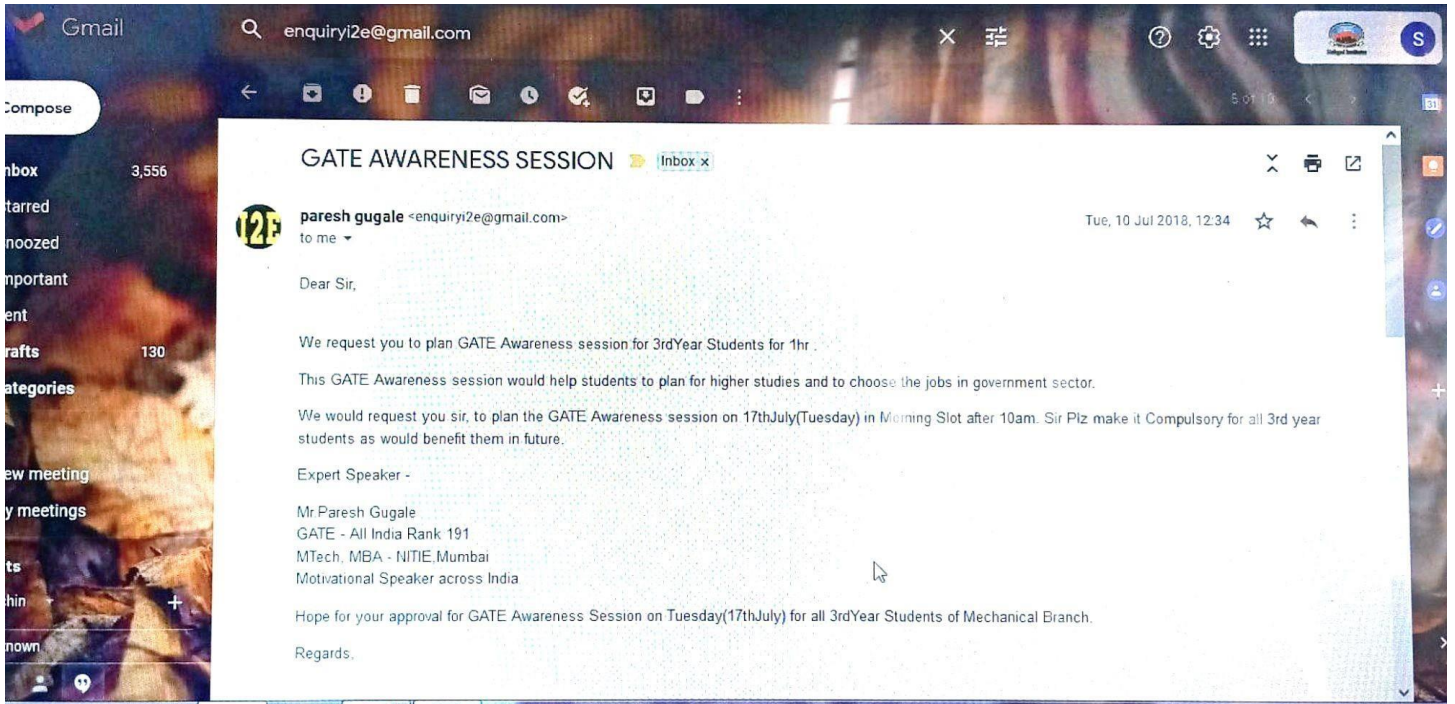 Gmail
enquiryi2e@gmail.com
S
Compose
5 of 13
31
nbox 3,556
GATE AWARENESS SESSION Inbox x
tarred
I2E
paresh gugale <enquiryi2e@gmail.com>
Tue, 10 Jul 2018, 12:34
to me
noozed
mportant
Dear Sir,
ent
We request you to plan GATE Awareness session for 3rdYear Students for 1hr .
rafts 130
This GATE Awareness session would help students to plan for higher studies and to choose the jobs in government sector.
ategories
We would request you sir, to plan the GATE Awareness session on 17thJuly(Tuesday) in Morning Slot after 10am. Sir Plz make it Compulsory for all 3rd year
students as would benefit them in future.
ew meeting
Expert Speaker -
y meetings
Mr.Paresh Gugale
GATE - All India Rank 191
MTech, MBA - NITIE,Mumbai
ts
Motivational Speaker across India
hin
Hope for your approval for GATE Awareness Session on Tuesday(17thJuly) for all 3rdYear Students of Mechanical Branch.
nown
Regards,